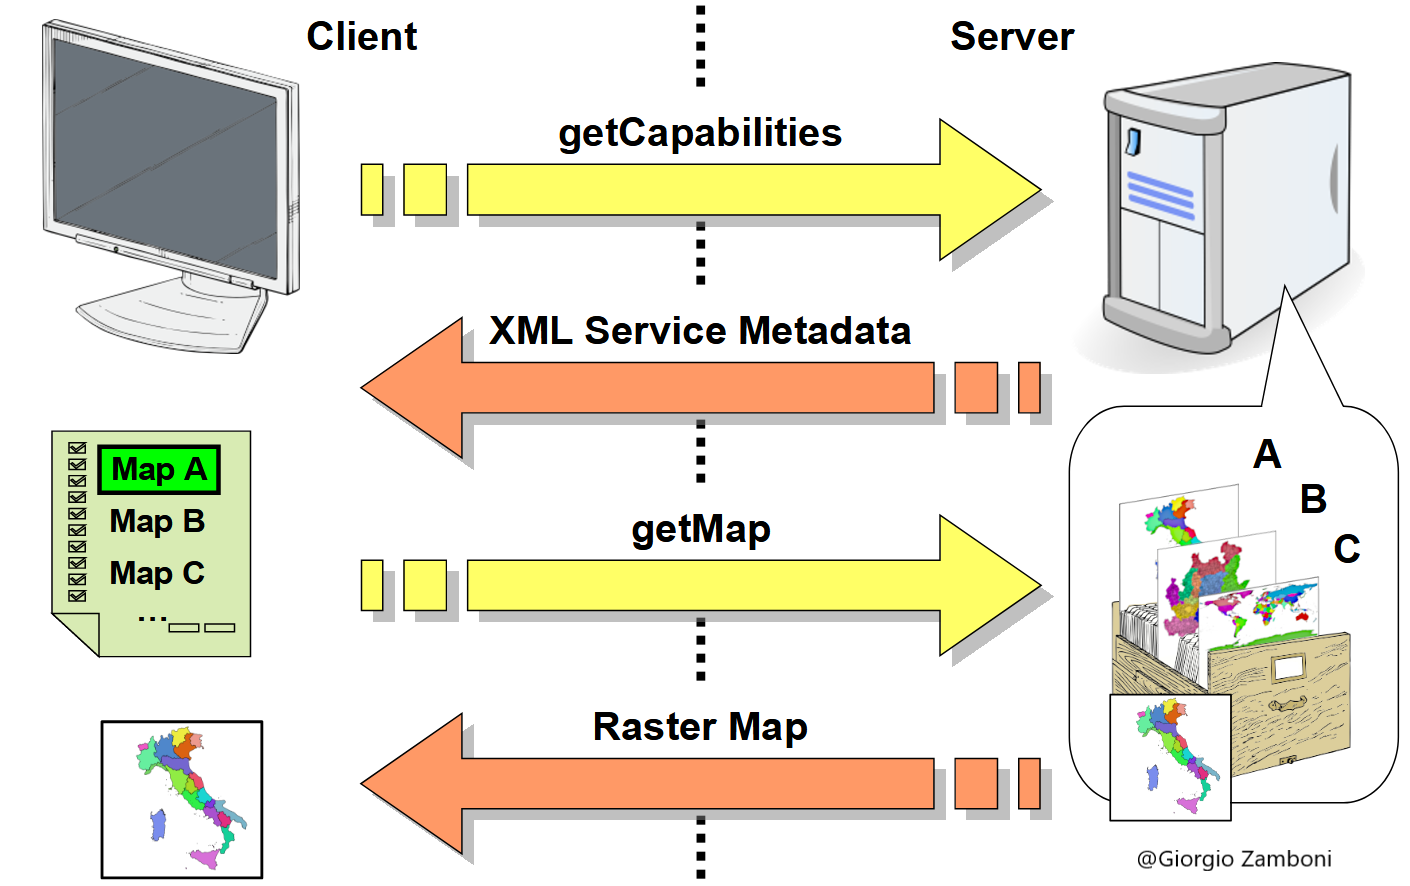 Client
Server
getCapabilities
XML Service Metadata
Map A
Map B
Map C
...
getMap
A
B
C
Raster Map
@Giorgio Zamboni